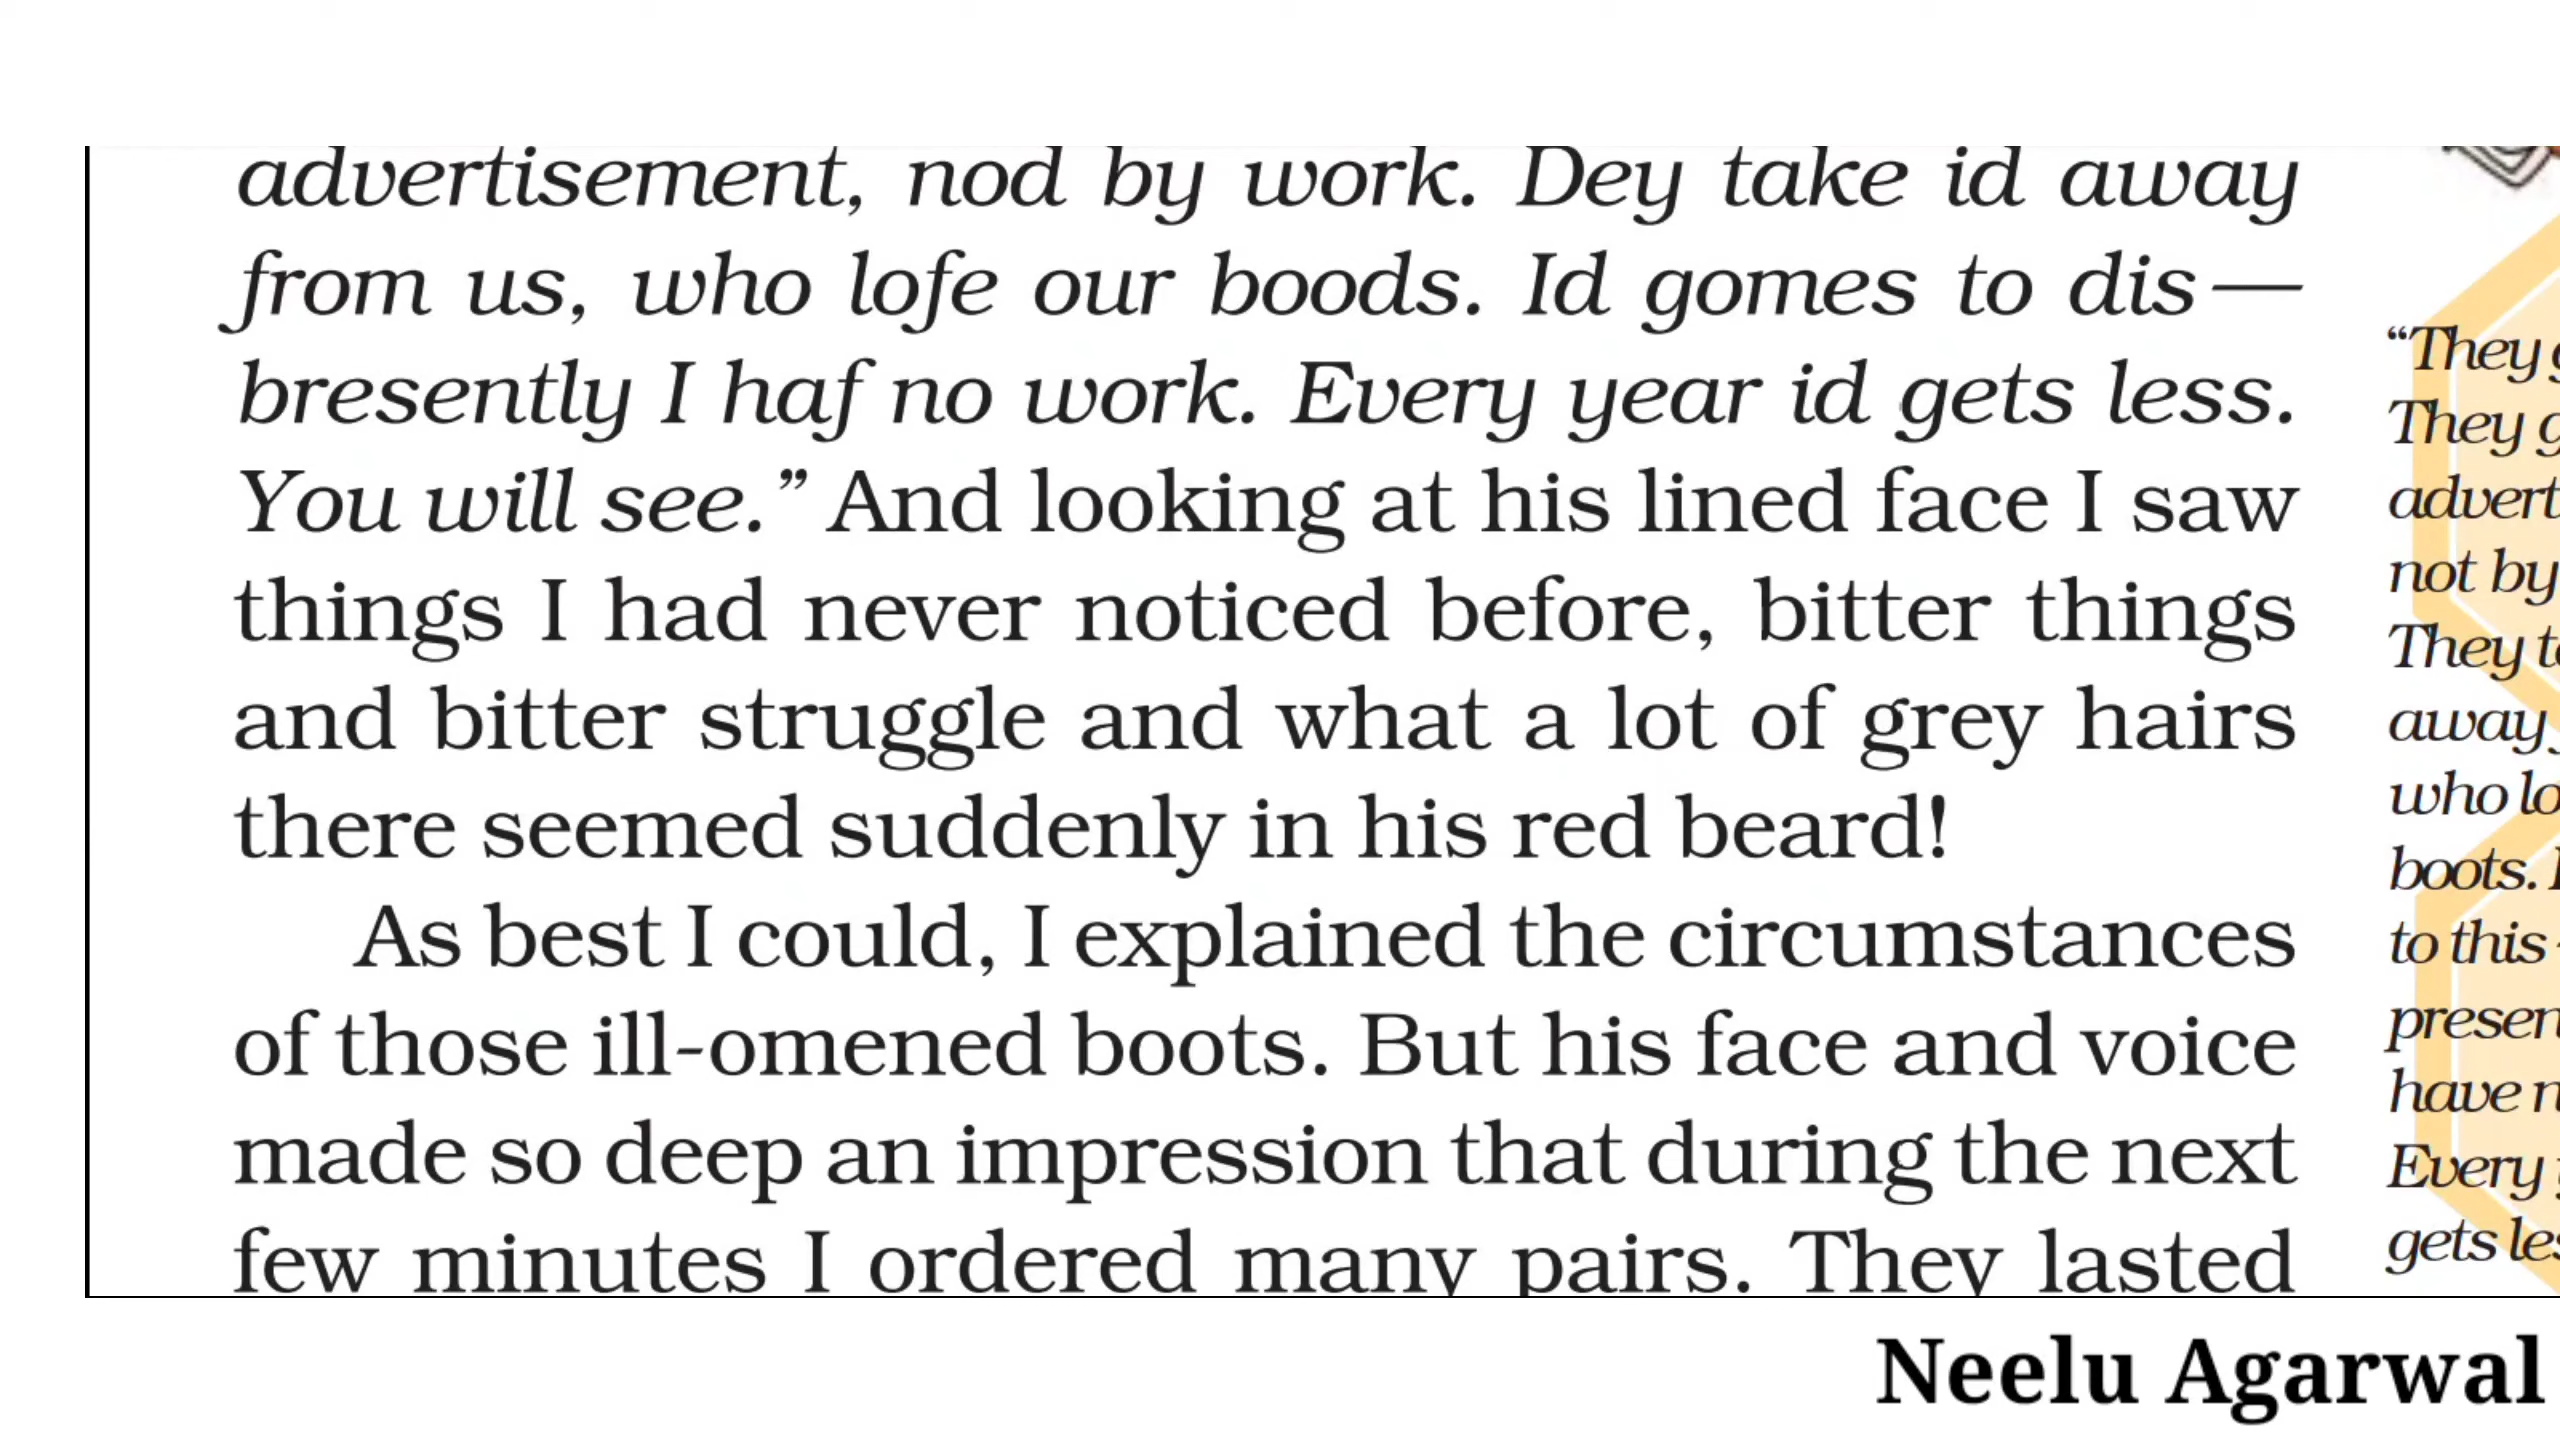 advertisement, nod by work. Dey take id away
from us, who lofe our boods. Id gomes to dis—
bresently I haf no work. Every year id gets less.
You will see.” And looking at his lined face I saw
things I had never noticed before, bitter things
and bitter struggle and what a lot of grey hairs
there seemed suddenly in his red beard!
As best I could, I explained the circumstances
of those ill-omened boots. But his face and voice
made so deep an impression that during the next
few minutes I ordered many pairs. They lasted
“They
They
not by
They
away
who
boots.
to this
have
Every
gets
Neelu Agarwal